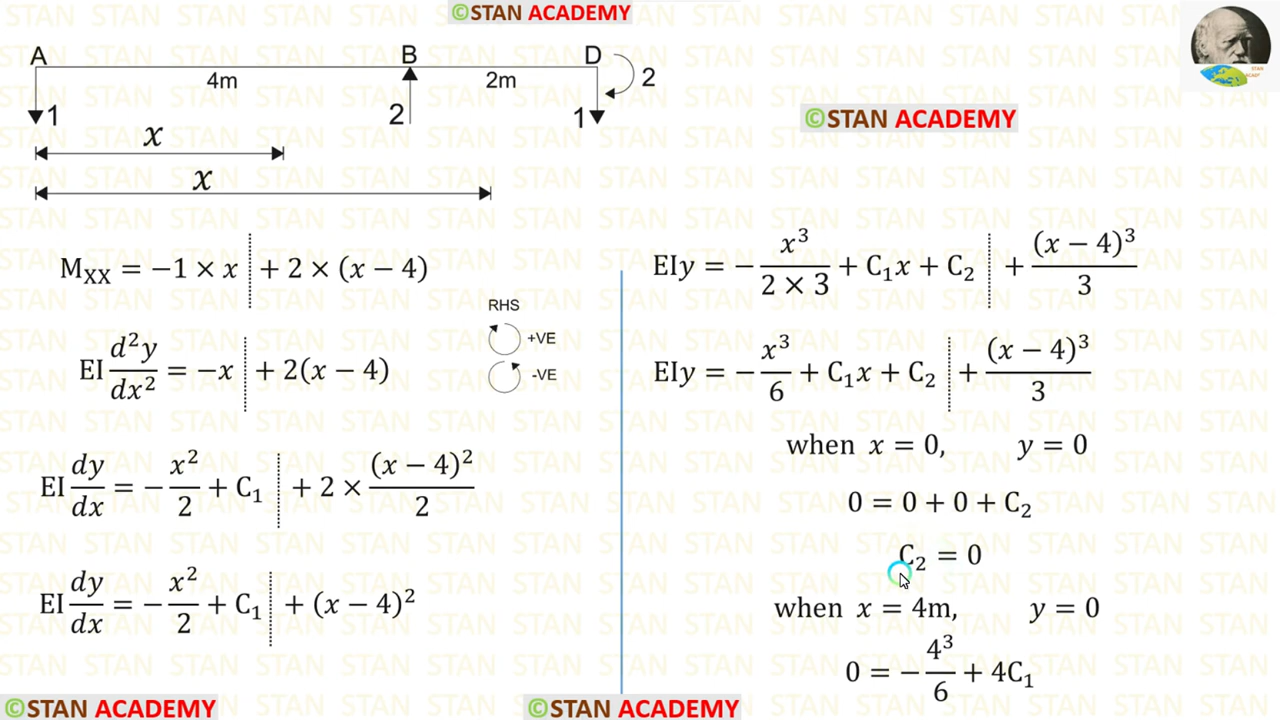 ©STAN ACADEMY
A B D
4m 2m 2
1 2 1
x
x
©STAN ACADEMY
M_XX = −1 × x | + 2 × (x − 4)
RHS
+VE
-VE
EI d²y/dx² = −x | + 2(x − 4)
EI dy/dx = − x²/2 + C₁ | + 2 × (x − 4)²/2
EI dy/dx = − x²/2 + C₁ | + (x − 4)²
EIy = − x³/(2 × 3) + C₁x + C₂ | + (x − 4)³/3
EIy = − x³/6 + C₁x + C₂ | + (x − 4)³/3
when x = 0, y = 0
0 = 0 + 0 + C₂
C₂ = 0
when x = 4m, y = 0
0 = − 4³/6 + 4C₁
©STAN ACADEMY
©STAN ACADEMY